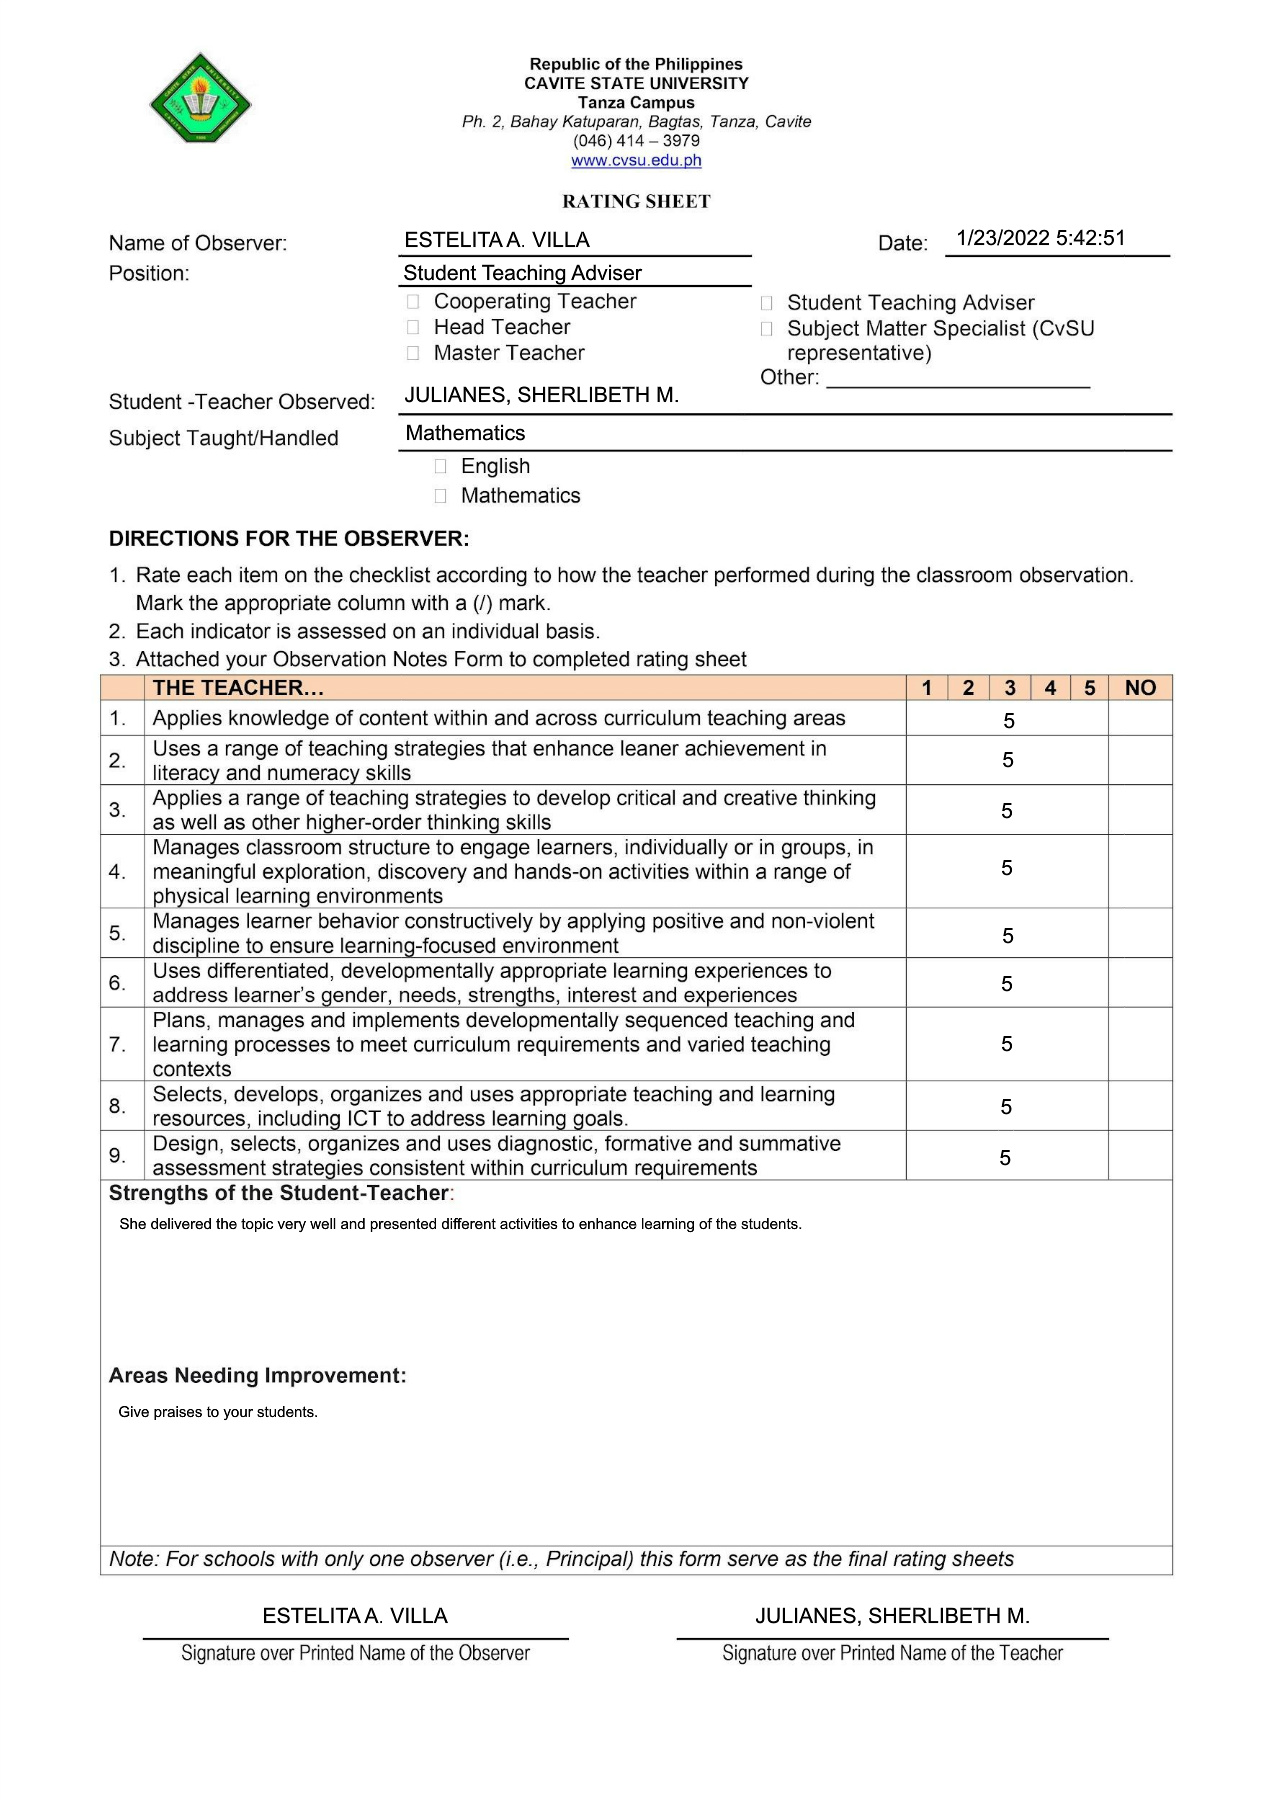 Republic of the Philippines
CAVITE STATE UNIVERSITY
Tanza Campus
Ph. 2, Bahay Katuparan, Bagtas, Tanza, Cavite
(046) 414 – 3979
www.cvsu.edu.ph
RATING SHEET
Name of Observer: ESTELITA A. VILLA Date: 1/23/2022 5:42:51
Position: Student Teaching Adviser
Cooperating Teacher
Head Teacher
Master Teacher
Student Teaching Adviser
Subject Matter Specialist (CvSU
representative)
Other:
Student -Teacher Observed: JULIANES, SHERLIBETH M.
Subject Taught/Handled Mathematics
English
Mathematics
DIRECTIONS FOR THE OBSERVER:
1. Rate each item on the checklist according to how the teacher performed during the classroom observation.
Mark the appropriate column with a (/) mark.
2. Each indicator is assessed on an individual basis.
3. Attached your Observation Notes Form to completed rating sheet
THE TEACHER… 1 2 3 4 5 NO
1. Applies knowledge of content within and across curriculum teaching areas 5
2. Uses a range of teaching strategies that enhance leaner achievement in
literacy and numeracy skills 5
3. Applies a range of teaching strategies to develop critical and creative thinking
as well as other higher-order thinking skills 5
4. Manages classroom structure to engage learners, individually or in groups, in
meaningful exploration, discovery and hands-on activities within a range of
physical learning environments 5
5. Manages learner behavior constructively by applying positive and non-violent
discipline to ensure learning-focused environment 5
6. Uses differentiated, developmentally appropriate learning experiences to
address learner’s gender, needs, strengths, interest and experiences 5
7. Plans, manages and implements developmentally sequenced teaching and
learning processes to meet curriculum requirements and varied teaching
contexts 5
8. Selects, develops, organizes and uses appropriate teaching and learning
resources, including ICT to address learning goals. 5
9. Design, selects, organizes and uses diagnostic, formative and summative
assessment strategies consistent within curriculum requirements 5
Strengths of the Student-Teacher:
She delivered the topic very well and presented different activities to enhance learning of the students.
Areas Needing Improvement:
Give praises to your students.
Note: For schools with only one observer (i.e., Principal) this form serve as the final rating sheets
ESTELITA A. VILLA JULIANES, SHERLIBETH M.
Signature over Printed Name of the Observer Signature over Printed Name of the Teacher